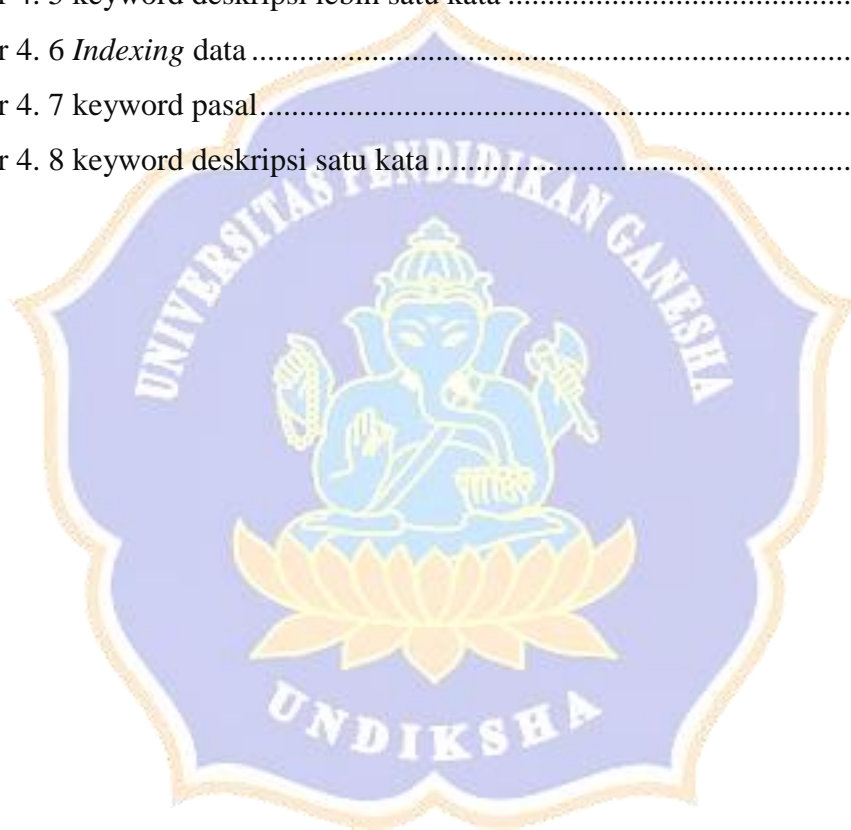 r 4. 5 keyword deskripsi lebih satu kata ..........................................
r 4. 6 Indexing data ...........................................................................
r 4. 7 keyword pasal..........................................................................
r 4. 8 keyword deskripsi satu kata ....................................................
UNIVERSITAS PENDIDIKAN GANESHA
UNDIKSHA